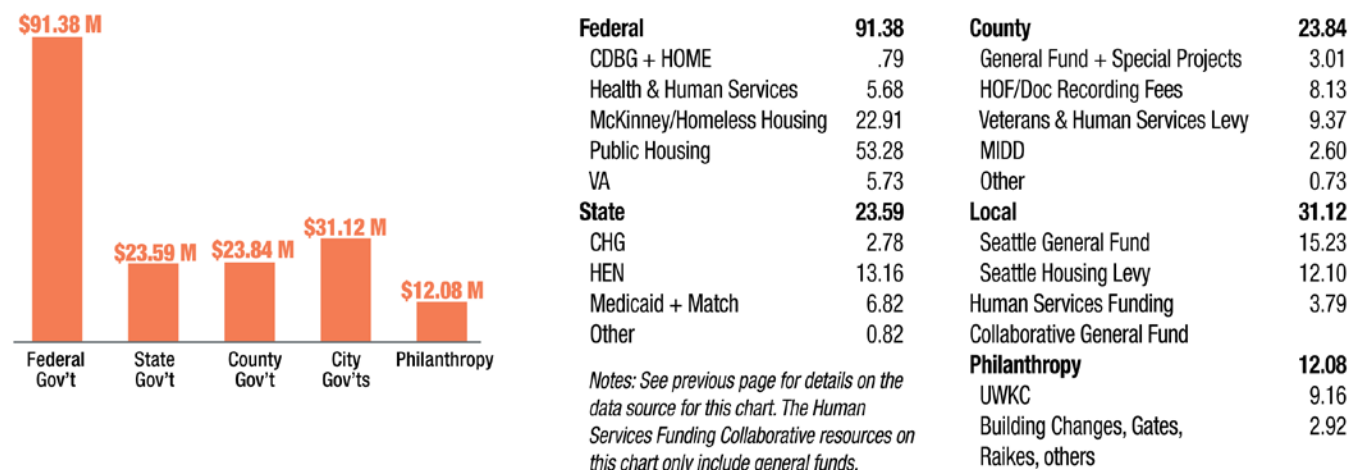 $91.38 M
$23.59 M
$23.84 M
$31.12 M
$12.08 M
Federal Gov't
State Gov't
County Gov't
City Gov'ts
Philanthropy
Federal 91.38
CDBG + HOME .79
Health & Human Services 5.68
McKinney/Homeless Housing 22.91
Public Housing 53.28
VA 5.73
State 23.59
CHG 2.78
HEN 13.16
Medicaid + Match 6.82
Other 0.82
Notes: See previous page for details on the
data source for this chart. The Human
Services Funding Collaborative resources on
this chart only include general funds.
County 23.84
General Fund + Special Projects 3.01
HOF/Doc Recording Fees 8.13
Veterans & Human Services Levy 9.37
MIDD 2.60
Other 0.73
Local 31.12
Seattle General Fund 15.23
Seattle Housing Levy 12.10
Human Services Funding 3.79
Collaborative General Fund
Philanthropy 12.08
UWKC 9.16
Building Changes, Gates, 2.92
Raikes, others